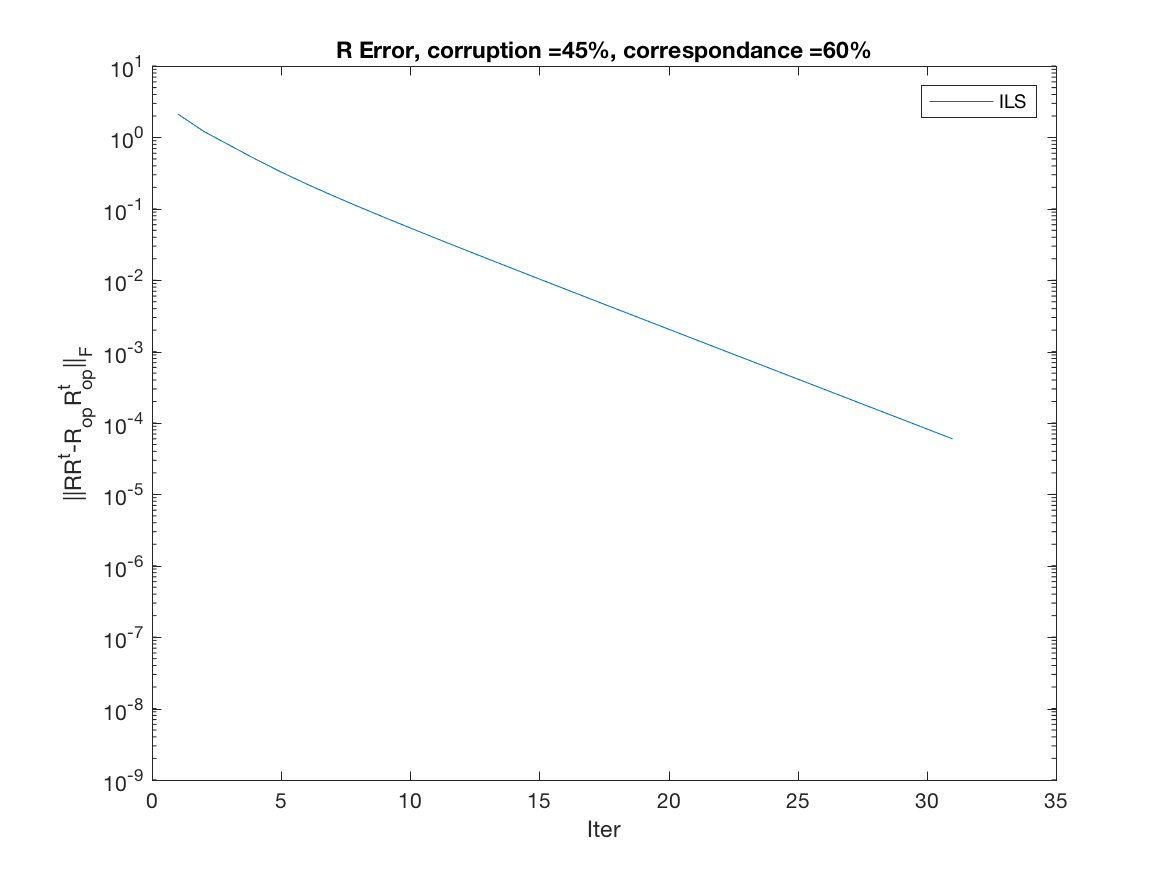 R Error, corruption =45%, correspondance =60%
ILS
10^1
10^0
10^-1
10^-2
10^-3
10^-4
10^-5
10^-6
10^-7
10^-8
10^-9
||RR^t-R_op R_op^t||_F
0 5 10 15 20 25 30 35
Iter